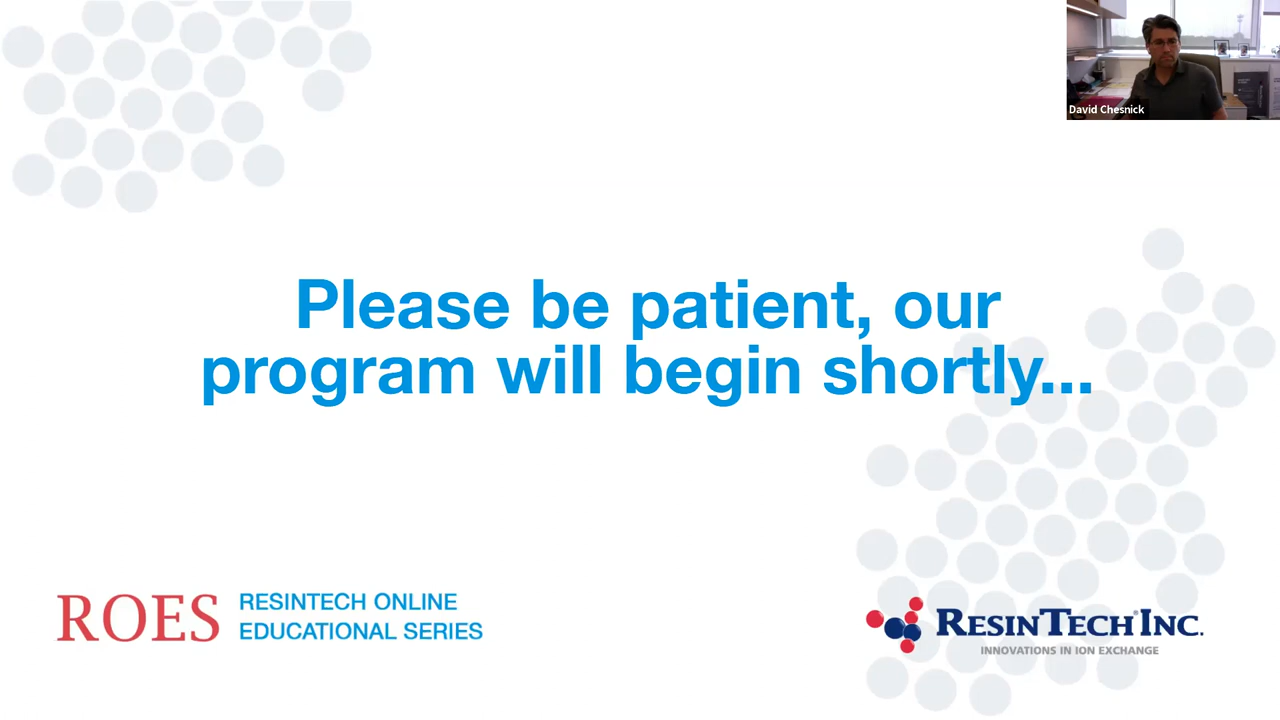 David Chesnick
Please be patient, our
program will begin shortly...
ROES
RESINTECH ONLINE
EDUCATIONAL SERIES
RESINTECH® INC.
INNOVATIONS IN ION EXCHANGE